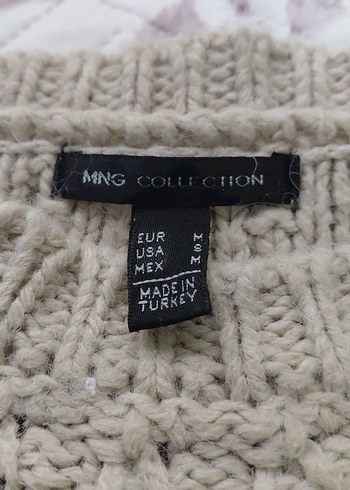 MNG COLLECTION
EUR M
USA S
MEX M
MADE IN
TURKEY